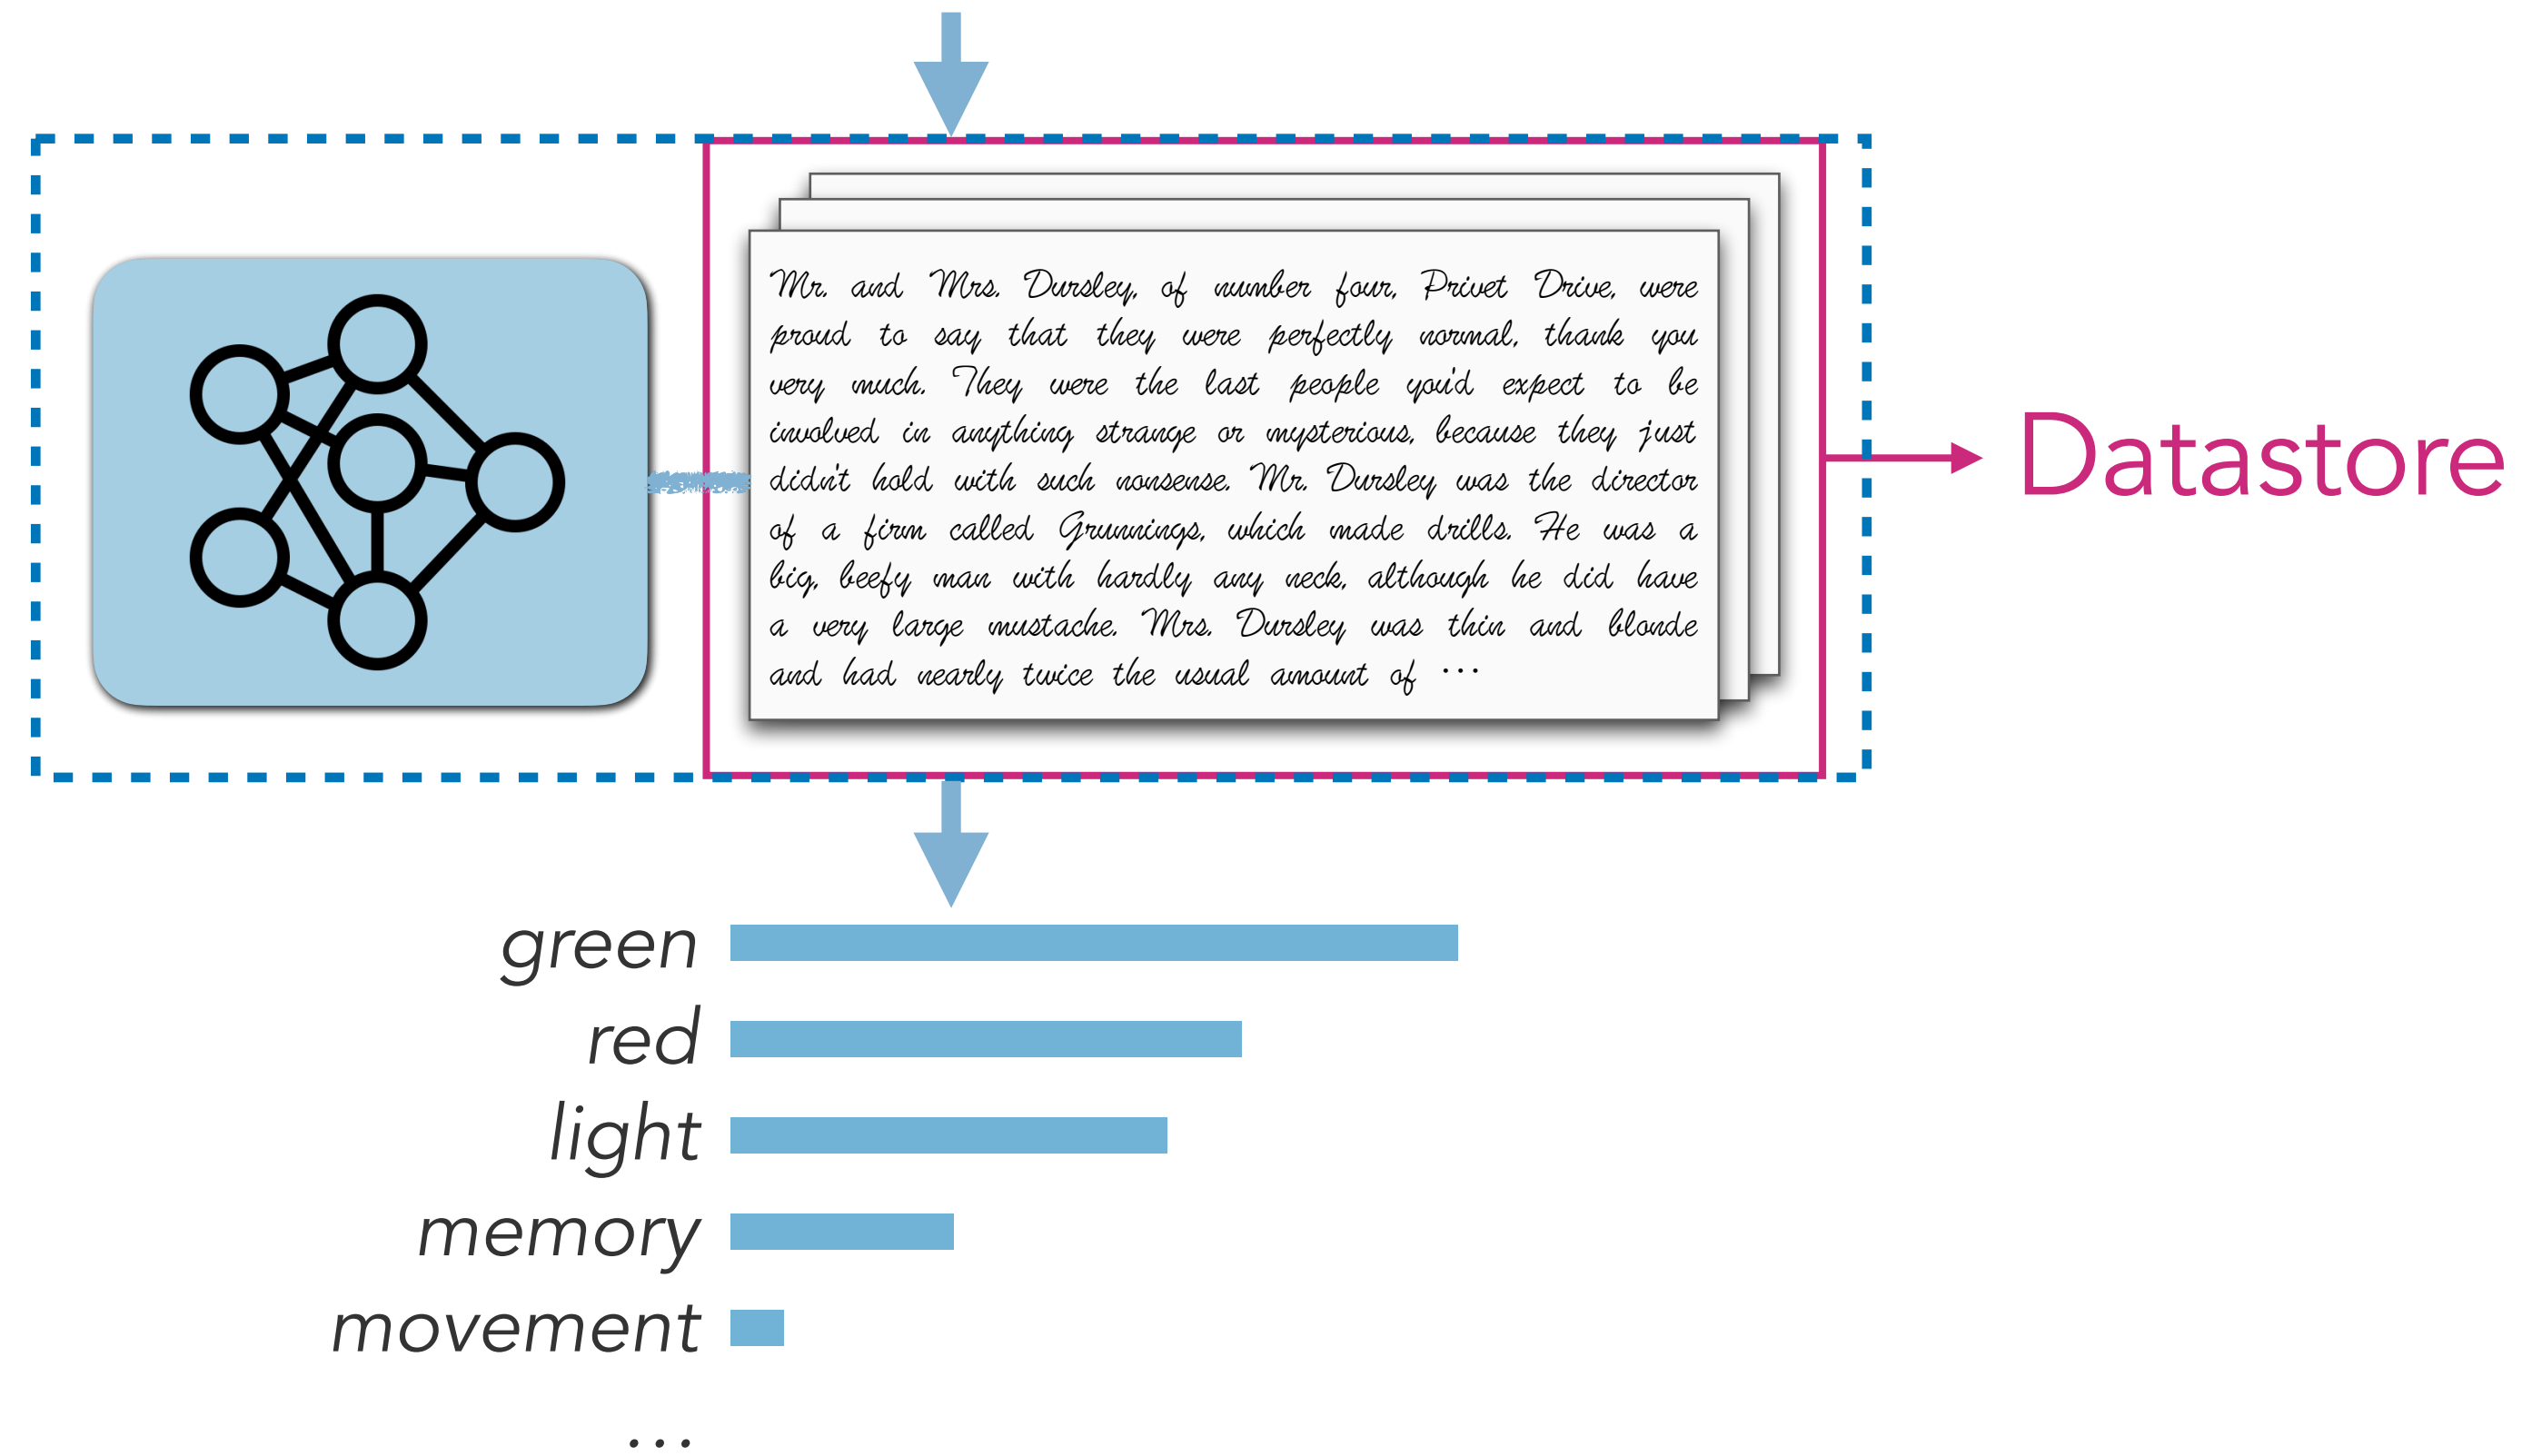 Mr. and Mrs. Dursley, of number four, Privet Drive, were
proud to say that they were perfectly normal, thank you
very much. They were the last people you'd expect to be
involved in anything strange or mysterious, because they just
didn't hold with such nonsense. Mr. Dursley was the director
of a firm called Grunnings, which made drills. He was a
big, beefy man with hardly any neck, although he did have
a very large mustache. Mrs. Dursley was thin and blonde
and had nearly twice the usual amount of ...
Datastore
green
red
light
memory
movement
...